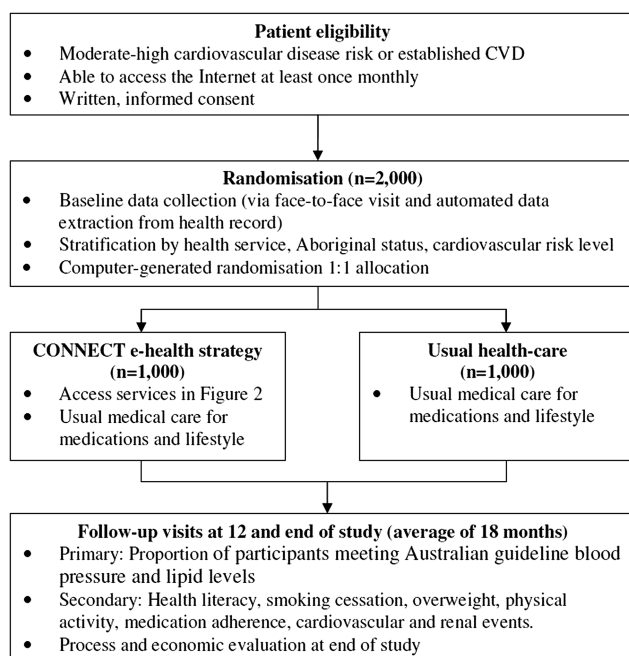 Patient eligibility
• Moderate-high cardiovascular disease risk or established CVD
• Able to access the Internet at least once monthly
• Written, informed consent
Randomisation (n=2,000)
• Baseline data collection (via face-to-face visit and automated data
extraction from health record)
• Stratification by health service, Aboriginal status, cardiovascular risk level
• Computer-generated randomisation 1:1 allocation
CONNECT e-health strategy
(n=1,000)
• Access services in Figure 2
• Usual medical care for
medications and lifestyle
Usual health-care
(n=1,000)
• Usual medical care for
medications and lifestyle
Follow-up visits at 12 and end of study (average of 18 months)
• Primary: Proportion of participants meeting Australian guideline blood
pressure and lipid levels
• Secondary: Health literacy, smoking cessation, overweight, physical
activity, medication adherence, cardiovascular and renal events.
• Process and economic evaluation at end of study